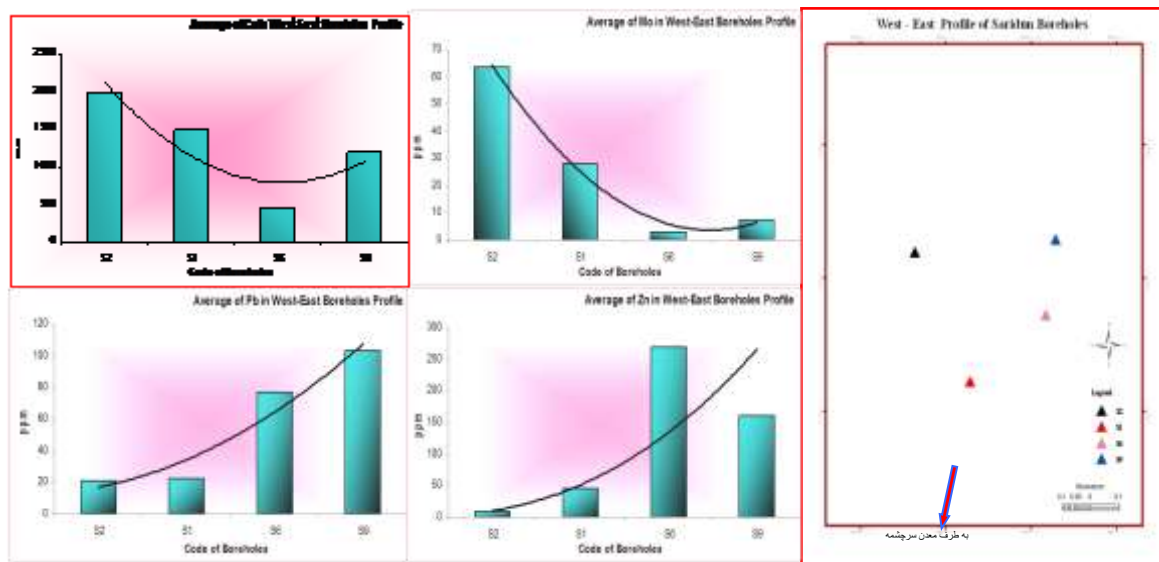 2500
2000
1500
1000
500
0
S2
S1
S6
S9
Code of Boreholes
Average of Mo in West-East Boreholes Profile
70
60
50
40
30
20
10
0
ppm
S2
S1
S6
S9
Code of Boreholes
Average of Pb in West-East Boreholes Profile
120
100
80
60
40
20
0
ppm
S2
S1
S6
S9
Code of Boreholes
Average of Zn in West-East Boreholes Profile
300
250
200
150
100
50
0
ppm
S2
S1
S6
S9
Code of Boreholes
West - East Profile of Saridun Boreholes
Legend
به طرف معدن سرچشمه